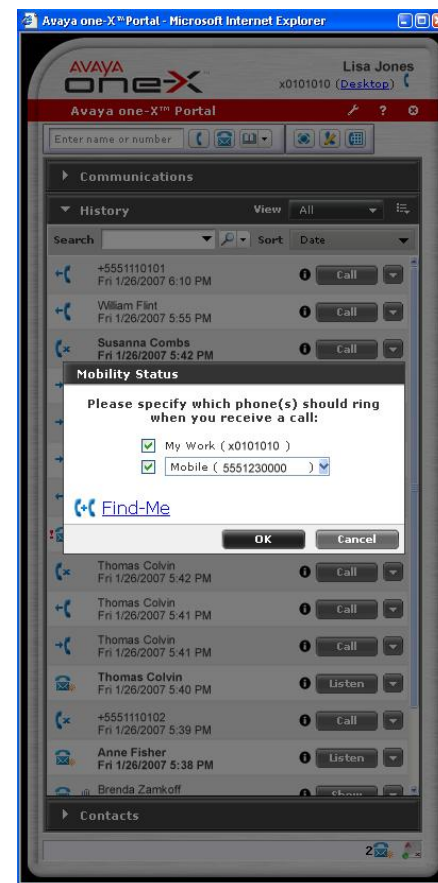 Avaya one-X™ Portal - Microsoft Internet Explorer
AVAYA
one-X
Lisa Jones
x0101010 (Desktop)
Avaya one-X™ Portal
?
Enter name or number
Communications
History View All
Search Sort Date
+5551110101
Fri 1/26/2007 6:10 PM
Call
William Flint
Fri 1/26/2007 5:55 PM
Call
Susanna Combs
Fri 1/26/2007 5:42 PM
Call
Mobility Status
Please specify which phone(s) should ring
when you receive a call:
My Work ( x0101010 )
Mobile ( 5551230000 )
Find-Me
OK Cancel
Thomas Colvin
Fri 1/26/2007 5:42 PM
Call
Thomas Colvin
Fri 1/26/2007 5:41 PM
Call
Thomas Colvin
Fri 1/26/2007 5:41 PM
Call
Thomas Colvin
Fri 1/26/2007 5:40 PM
Listen
+5551110102
Fri 1/26/2007 5:39 PM
Call
Anne Fisher
Fri 1/26/2007 5:38 PM
Listen
Brenda Zamkoff
Show
Contacts
2